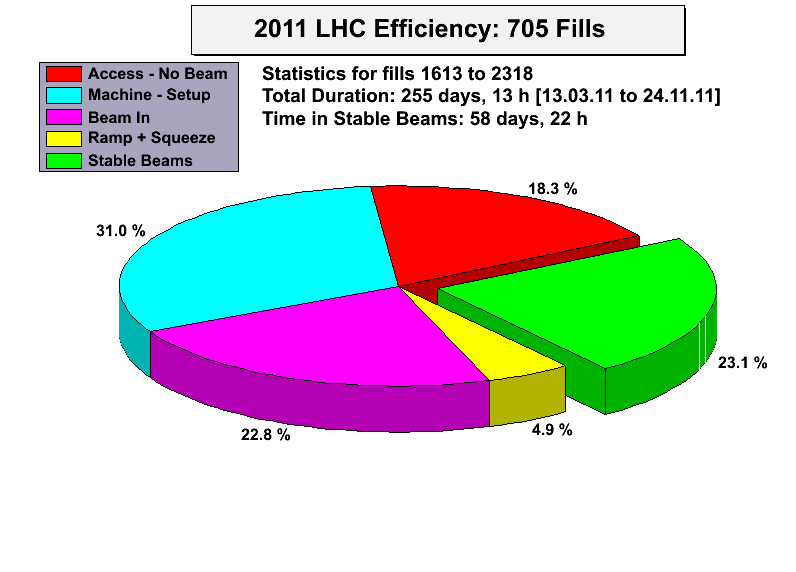 2011 LHC Efficiency: 705 Fills
Access - No Beam
Machine - Setup
Beam In
Ramp + Squeeze
Stable Beams
Statistics for fills 1613 to 2318
Total Duration: 255 days, 13 h [13.03.11 to 24.11.11]
Time in Stable Beams: 58 days, 22 h
18.3 %
31.0 %
23.1 %
4.9 %
22.8 %